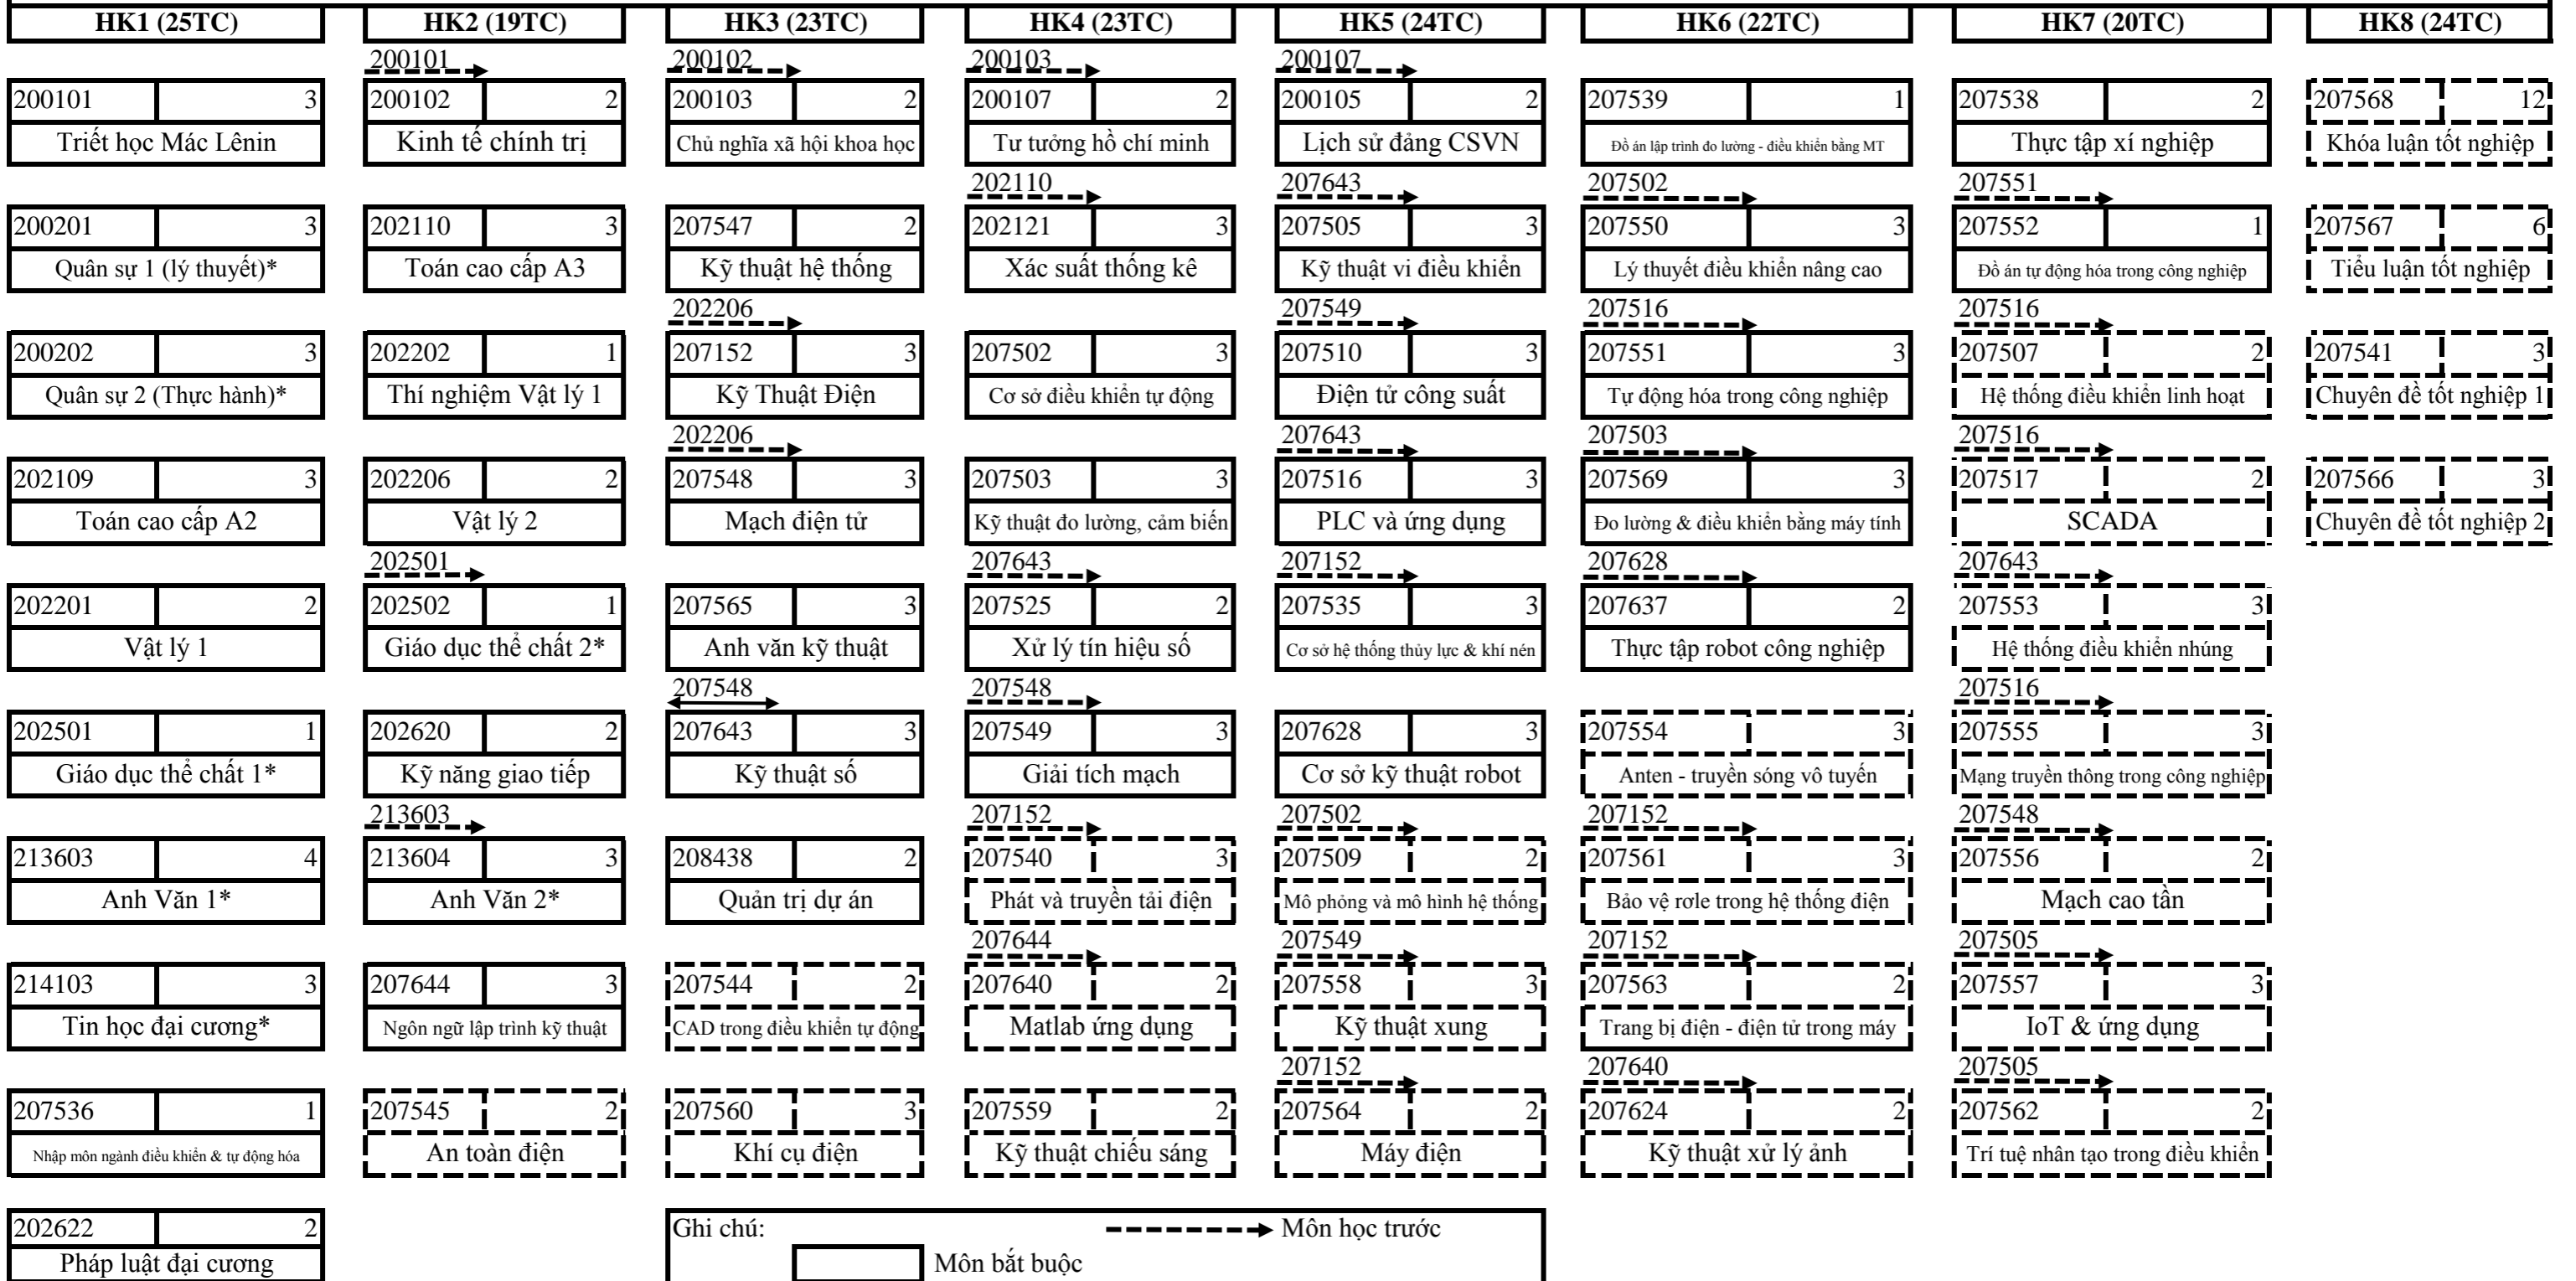 HK1 (25TC) HK2 (19TC) HK3 (23TC) HK4 (23TC) HK5 (24TC) HK6 (22TC) HK7 (20TC) HK8 (24TC)
200101 200102 200103 200107
200101 3 200102 2 200103 2 200107 2 200105 2 207539 1 207538 2 207568 12
Triết học Mác Lênin Kinh tế chính trị Chủ nghĩa xã hội khoa học Tư tưởng hồ chí minh Lịch sử đảng CSVN Đồ án lập trình đo lường - điều khiển bằng MT Thực tập xí nghiệp Khóa luận tốt nghiệp
202110 207643 207502 207551
200201 3 202110 3 207547 2 202121 3 207505 3 207550 3 207552 1 207567 6
Quân sự 1 (lý thuyết)* Toán cao cấp A3 Kỹ thuật hệ thống Xác suất thống kê Kỹ thuật vi điều khiển Lý thuyết điều khiển nâng cao Đồ án tự động hóa trong công nghiệp Tiểu luận tốt nghiệp
202206 207549 207516 207516
200202 3 202202 1 207152 3 207502 3 207510 3 207551 3 207507 2 207541 3
Quân sự 2 (Thực hành)* Thí nghiệm Vật lý 1 Kỹ Thuật Điện Cơ sở điều khiển tự động Điện tử công suất Tự động hóa trong công nghiệp Hệ thống điều khiển linh hoạt Chuyên đề tốt nghiệp 1
202206 207643 207503 207516
202109 3 202206 2 207548 3 207503 3 207516 3 207569 3 207517 2 207566 3
Toán cao cấp A2 Vật lý 2 Mạch điện tử Kỹ thuật đo lường, cảm biến PLC và ứng dụng Đo lường & điều khiển bằng máy tính SCADA Chuyên đề tốt nghiệp 2
202501 207643 207152 207628 207643
202201 2 202502 1 207565 3 207525 2 207535 3 207637 2 207553 3
Vật lý 1 Giáo dục thể chất 2* Anh văn kỹ thuật Xử lý tín hiệu số Cơ sở hệ thống thủy lực & khí nén Thực tập robot công nghiệp Hệ thống điều khiển nhúng
207548 207548 207516
202501 1 202620 2 207643 3 207549 3 207628 3 207554 3 207555 3
Giáo dục thể chất 1* Kỹ năng giao tiếp Kỹ thuật số Giải tích mạch Cơ sở kỹ thuật robot Anten - truyền sóng vô tuyến Mạng truyền thông trong công nghiệp
213603 207152 207502 207152 207548
213603 4 213604 3 208438 2 207540 3 207509 2 207561 3 207556 2
Anh Văn 1* Anh Văn 2* Quản trị dự án Phát và truyền tải điện Mô phỏng và mô hình hệ thống Bảo vệ rơle trong hệ thống điện Mạch cao tần
207644 207549 207152 207505
214103 3 207644 3 207544 2 207640 2 207558 3 207563 2 207557 3
Tin học đại cương* Ngôn ngữ lập trình kỹ thuật CAD trong điều khiển tự động Matlab ứng dụng Kỹ thuật xung Trang bị điện - điện tử trong máy IoT & ứng dụng
207152 207640 207505
207536 1 207545 2 207560 3 207559 2 207564 2 207624 2 207562 2
Nhập môn ngành điều khiển & tự động hóa An toàn điện Khí cụ điện Kỹ thuật chiếu sáng Máy điện Kỹ thuật xử lý ảnh Trí tuệ nhân tạo trong điều khiển
202622 2 Ghi chú: Môn học trước
Pháp luật đại cương Môn bắt buộc